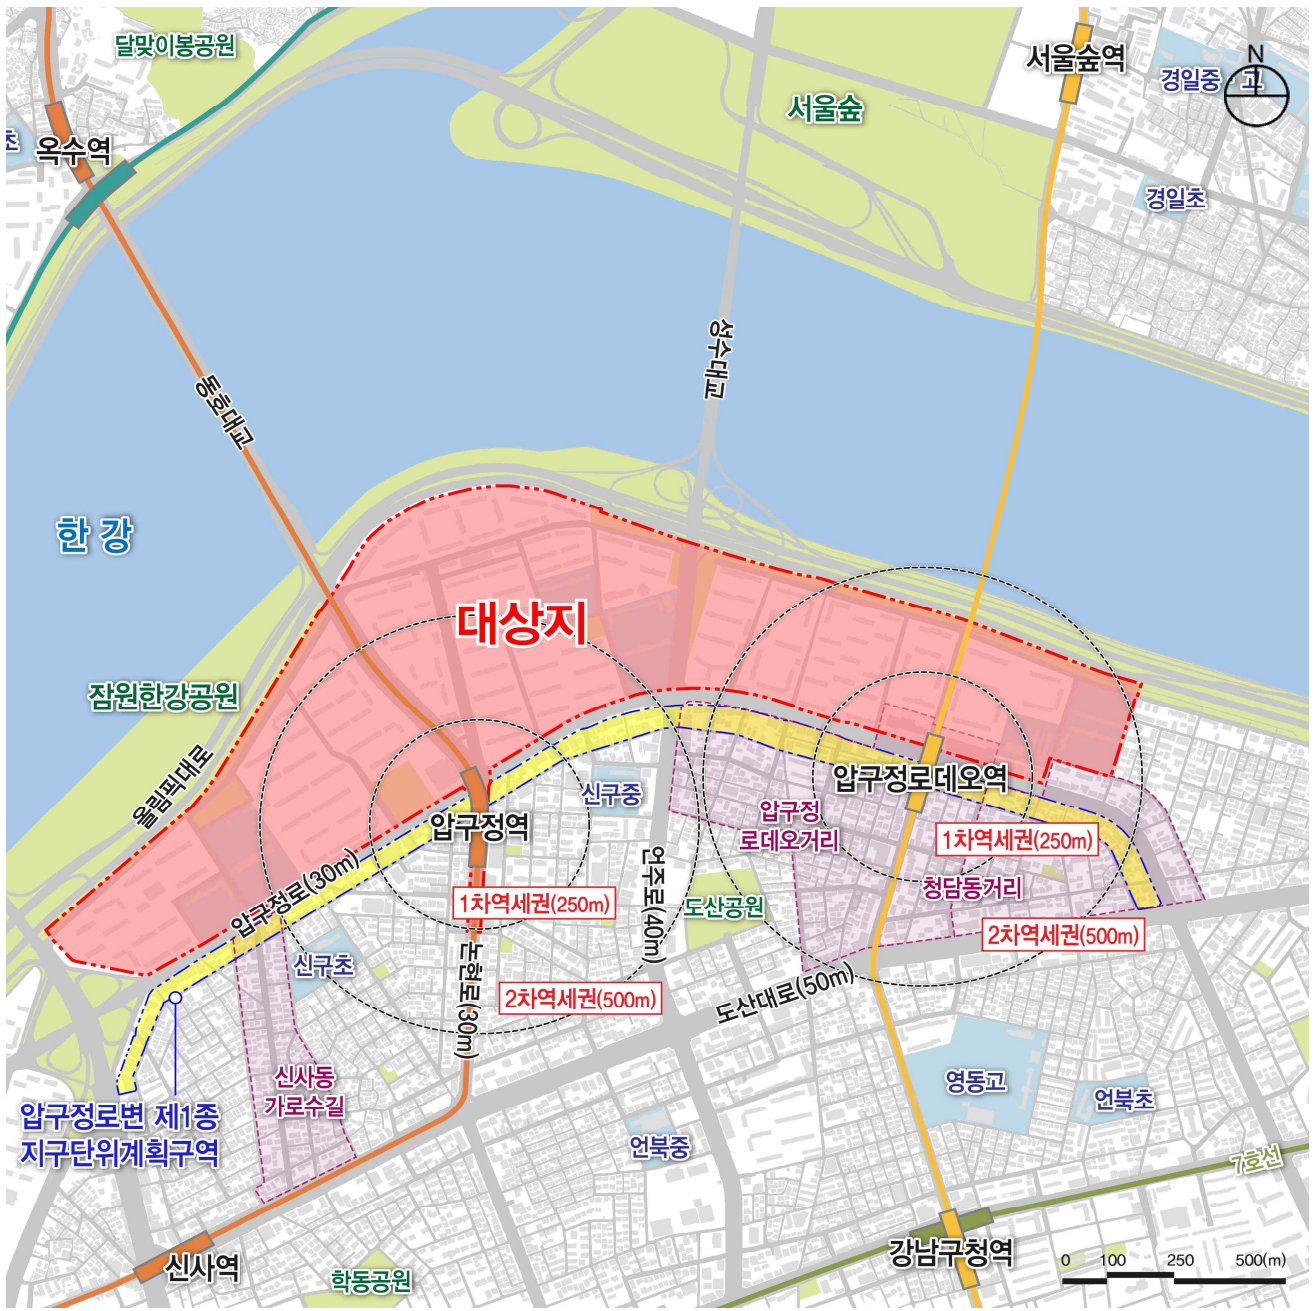 달맞이봉공원
서울숲역
N
경일중·고
서울숲
초
옥수역
경일초
성수대교
동호대교
한 강
대상지
잠원한강공원
올림픽대로
압구정로데오역
신구중
압구정역
압구정
로데오거리
1차역세권(250m)
언주로(40m)
압구정로(30m)
청담동거리
1차역세권(250m)
도산공원
2차역세권(500m)
신구초
논현로(30m)
2차역세권(500m)
도산대로(50m)
신사동
가로수길
영동고
언북초
압구정로변 제1종
지구단위계획구역
언북중
7호선
강남구청역
신사역
학동공원
0 100 250 500(m)